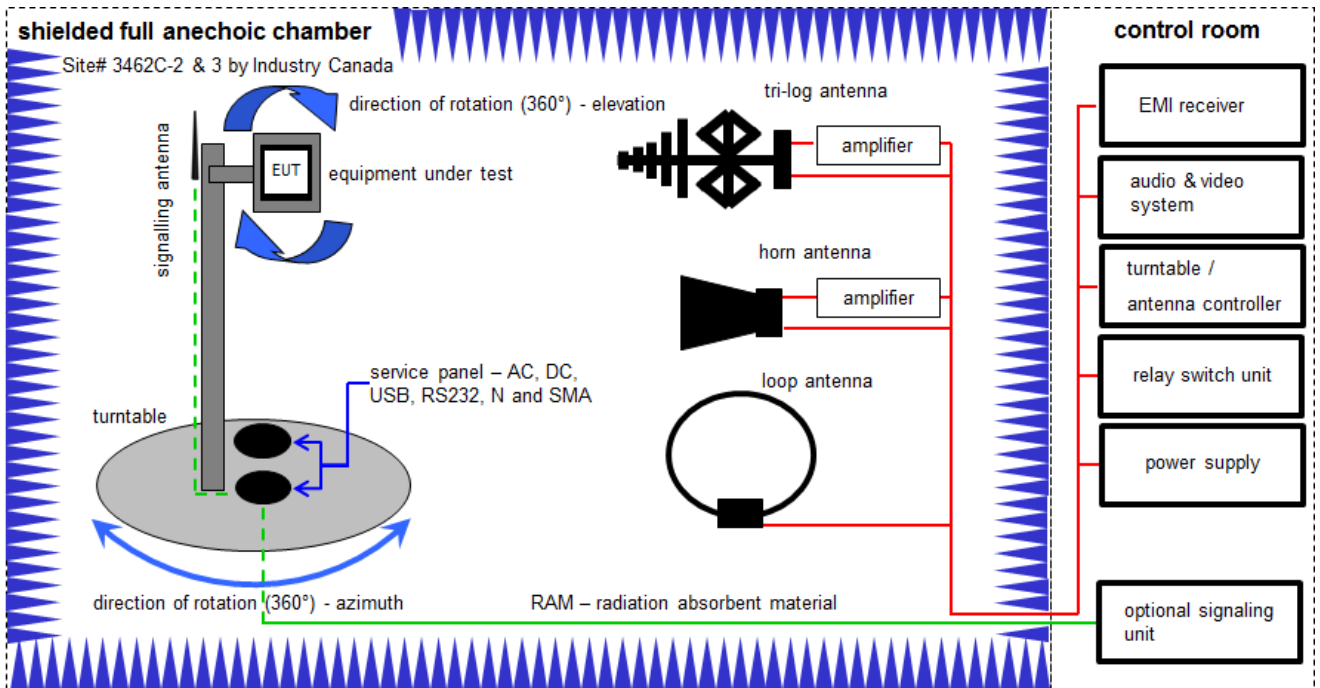 shielded full anechoic chamber
control room
Site# 3462C-2 & 3 by Industry Canada
direction of rotation (360°) - elevation
signalling antenna
EUT
equipment under test
tri-log antenna
amplifier
horn antenna
amplifier
loop antenna
service panel – AC, DC,
USB, RS232, N and SMA
turntable
direction of rotation (360°) - azimuth
RAM – radiation absorbent material
EMI receiver
audio & video
system
turntable /
antenna controller
relay switch unit
power supply
optional signaling
unit